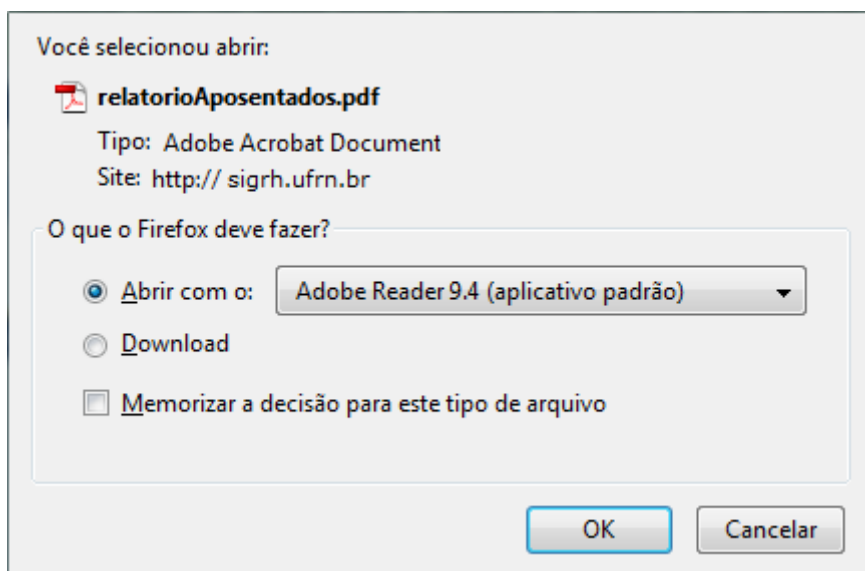 Você selecionou abrir:
relatorioAposentados.pdf
Tipo: Adobe Acrobat Document
Site: http:// sigrh.ufrn.br
O que o Firefox deve fazer?
Abrir com o: Adobe Reader 9.4 (aplicativo padrão)
Download
Memorizar a decisão para este tipo de arquivo
OK Cancelar